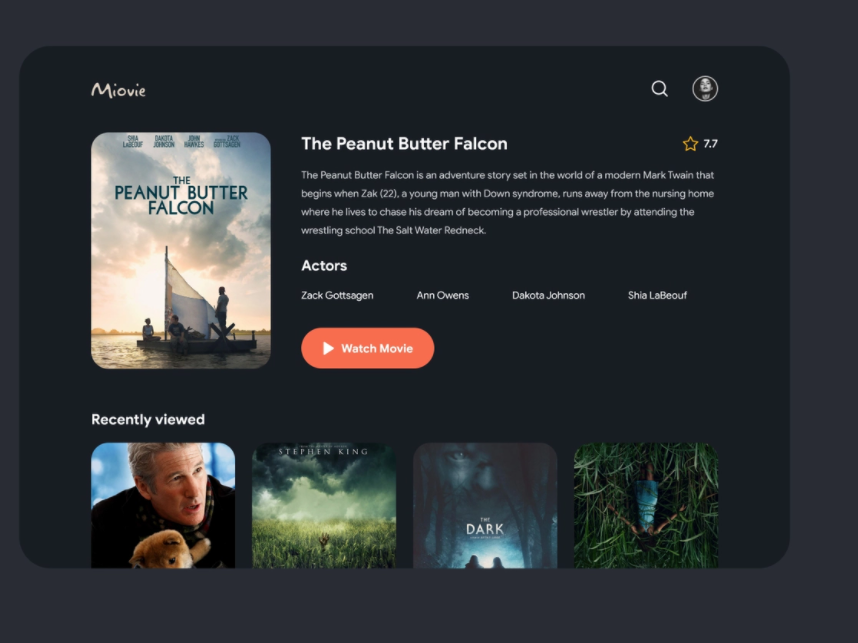 Miovie
SHIA LaBEOUF
DAKOTA JOHNSON
JOHN HAWKES
ZACK GOTTSAGEN
THE
PEANUT BUTTER
FALCON
The Peanut Butter Falcon
7.7
The Peanut Butter Falcon is an adventure story set in the world of a modern Mark Twain that
begins when Zak (22), a young man with Down syndrome, runs away from the nursing home
where he lives to chase his dream of becoming a professional wrestler by attending the
wrestling school The Salt Water Redneck.
Actors
Zack Gottsagen Ann Owens Dakota Johnson Shia LaBeouf
Watch Movie
Recently viewed
STEPHEN KING
THE
DARK